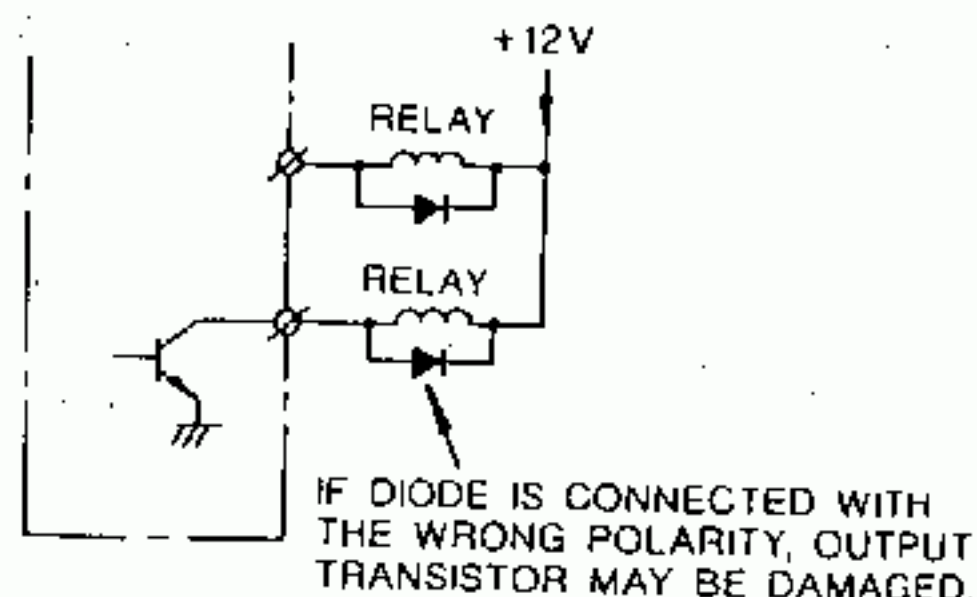 +12V
RELAY
RELAY
IF DIODE IS CONNECTED WITH
THE WRONG POLARITY, OUTPUT
TRANSISTOR MAY BE DAMAGED.